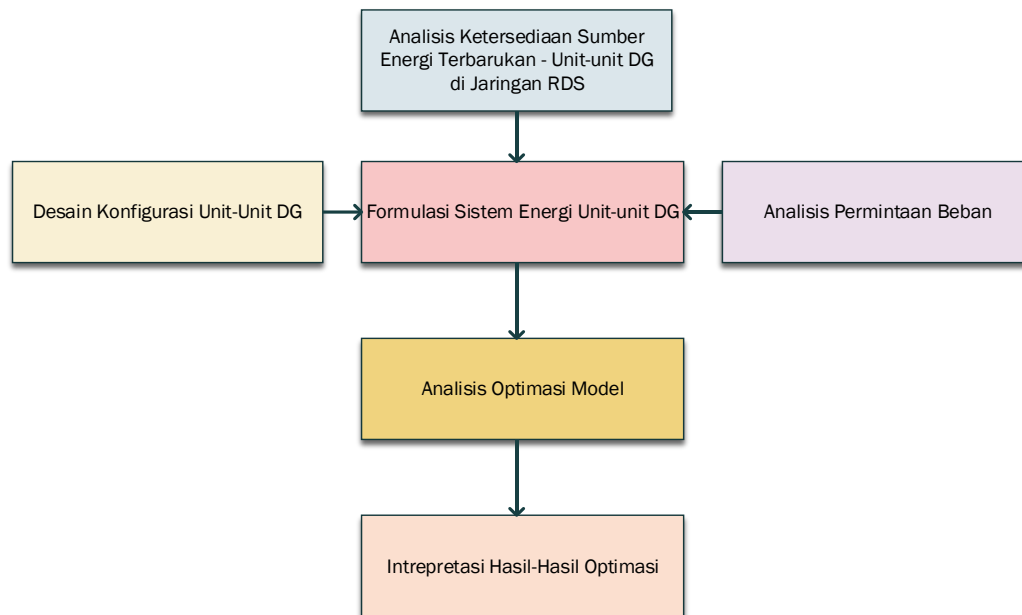 Analisis Ketersediaan Sumber
Energi Terbarukan - Unit-unit DG
di Jaringan RDS
Desain Konfigurasi Unit-Unit DG
Formulasi Sistem Energi Unit-unit DG
Analisis Permintaan Beban
Analisis Optimasi Model
Intrepretasi Hasil-Hasil Optimasi